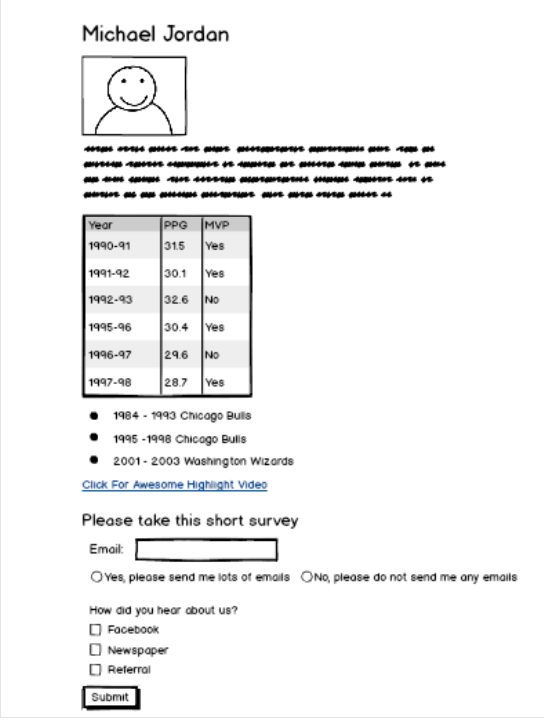 Michael Jordan
Year PPG MVP
1990-91 31.5 Yes
1991-92 30.1 Yes
1992-93 32.6 No
1995-96 30.4 Yes
1996-97 29.6 No
1997-98 28.7 Yes
1984 - 1993 Chicago Bulls
1995 -1998 Chicago Bulls
2001 - 2003 Washington Wizards
Click For Awesome Highlight Video
Please take this short survey
Email:
Yes, please send me lots of emails No, please do not send me any emails
How did you hear about us?
Facebook
Newspaper
Referral
Submit